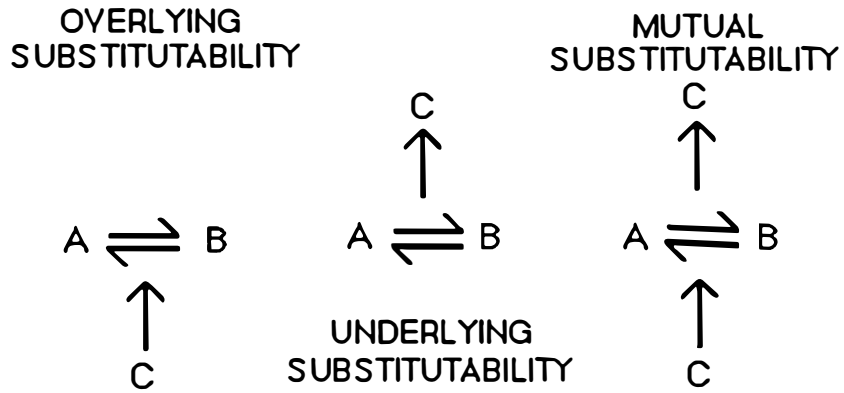 OVERLYING
SUBSTITUTABILITY
A B
C
C
A B
UNDERLYING
SUBSTITUTABILITY
MUTUAL
SUBSTITUTABILITY
C
A B
C